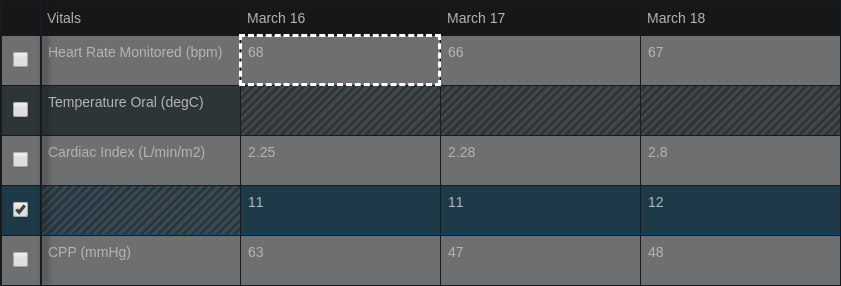 Vitals March 16 March 17 March 18
Heart Rate Monitored (bpm) 68 66 67
Temperature Oral (degC)
Cardiac Index (L/min/m2) 2.25 2.28 2.8
11 11 12
CPP (mmHg) 63 47 48